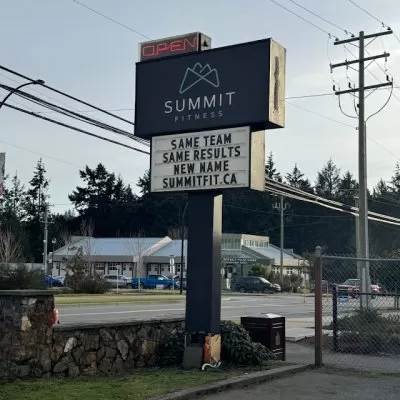 OPEN
SUMMIT
FITNESS
SAME TEAM
SAME RESULTS
NEW NAME
SUMMITFIT.CA